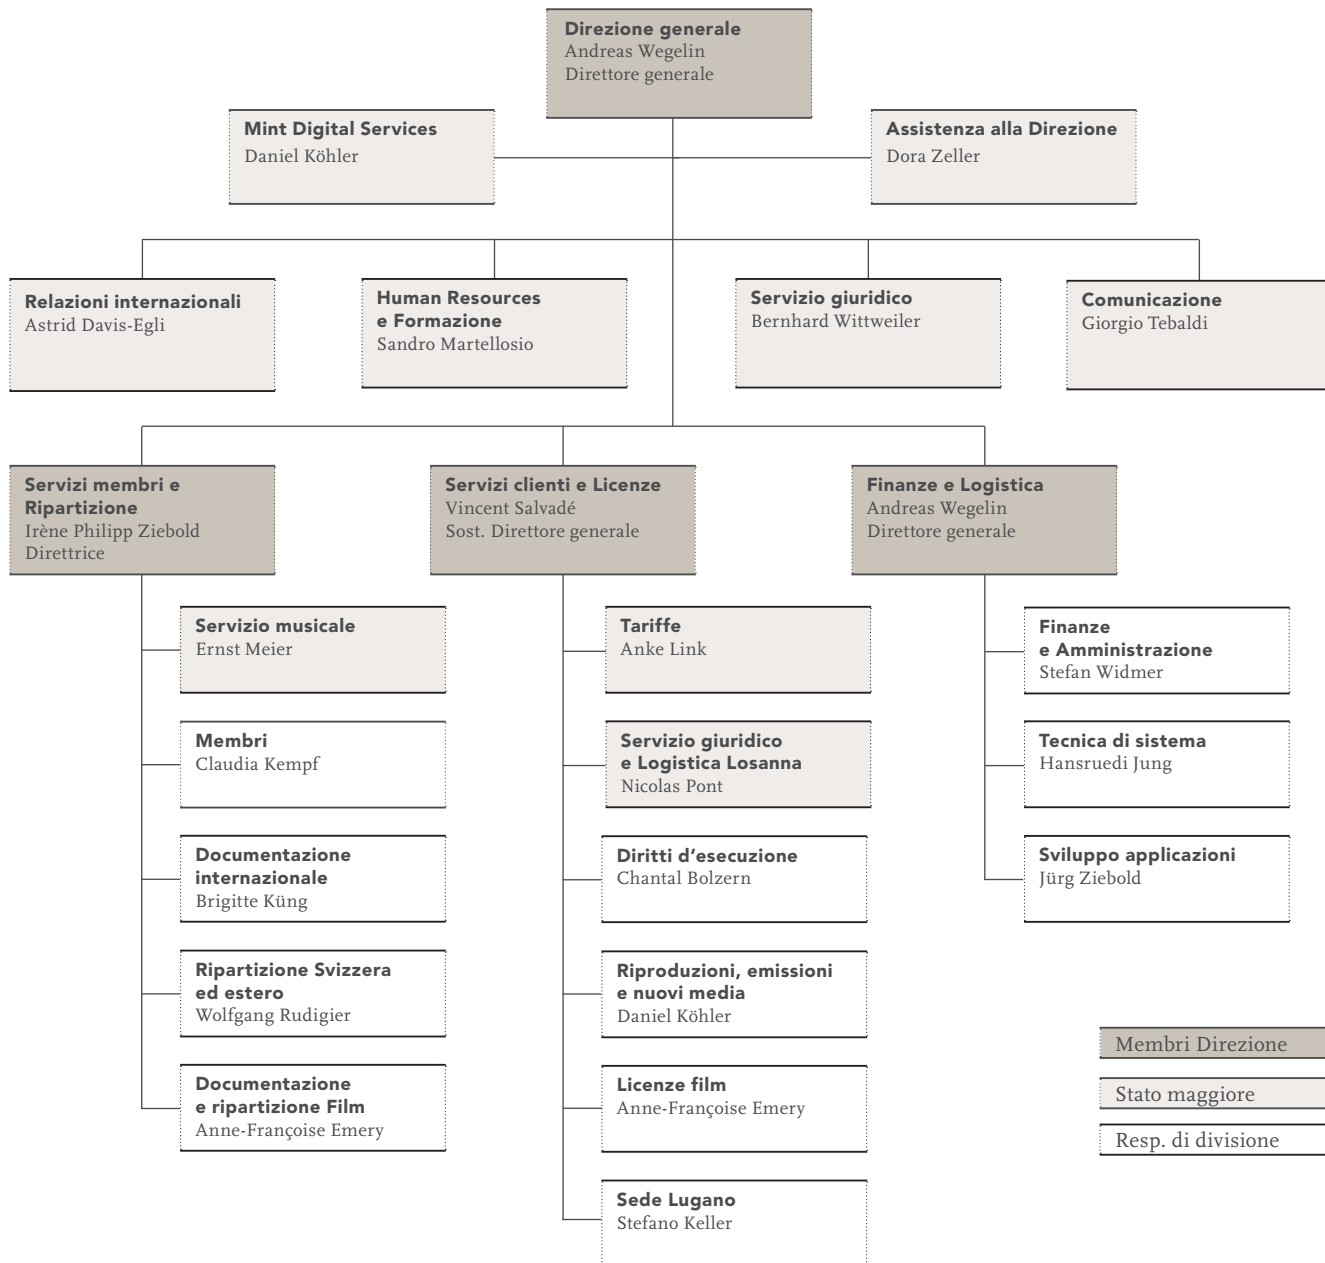 Direzione generale
Andreas Wegelin
Direttore generale
Mint Digital Services
Daniel Köhler
Assistenza alla Direzione
Dora Zeller
Relazioni internazionali
Astrid Davis-Egli
Human Resources
e Formazione
Sandro Martellosio
Servizio giuridico
Bernhard Wittweiler
Comunicazione
Giorgio Tebaldi
Servizi membri e
Ripartizione
Irène Philipp Ziebold
Direttrice
Servizi clienti e Licenze
Vincent Salvadé
Sost. Direttore generale
Finanze e Logistica
Andreas Wegelin
Direttore generale
Servizio musicale
Ernst Meier
Membri
Claudia Kempf
Documentazione
internazionale
Brigitte Küng
Ripartizione Svizzera
ed estero
Wolfgang Rudigier
Documentazione
e ripartizione Film
Anne-Françoise Emery
Tariffe
Anke Link
Servizio giuridico
e Logistica Losanna
Nicolas Pont
Diritti d'esecuzione
Chantal Bolzern
Riproduzioni, emissioni
e nuovi media
Daniel Köhler
Licenze film
Anne-Françoise Emery
Sede Lugano
Stefano Keller
Finanze
e Amministrazione
Stefan Widmer
Tecnica di sistema
Hansruedi Jung
Sviluppo applicazioni
Jürg Ziebold
Membri Direzione
Stato maggiore
Resp. di divisione